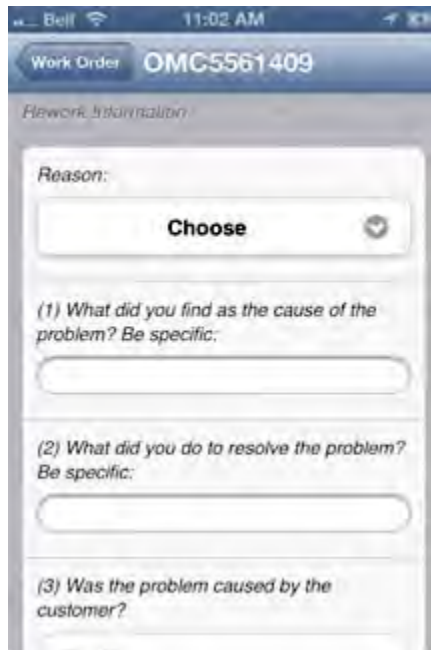 Bell 11:02 AM
Work Order OMC5561409
Rework Information
Reason:
Choose
(1) What did you find as the cause of the
problem? Be specific:
(2) What did you do to resolve the problem?
Be specific:
(3) Was the problem caused by the
customer?